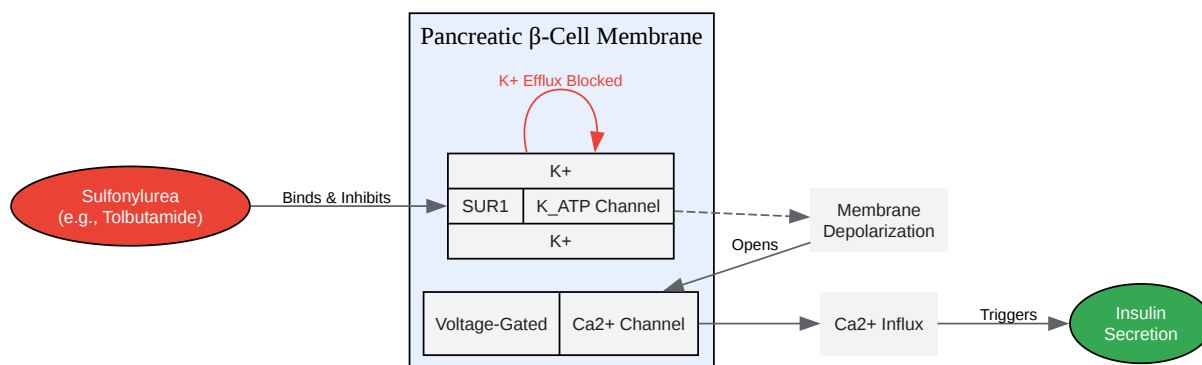 Pancreatic β-Cell Membrane
K+ Efflux Blocked
K+
Sulfonylurea
(e.g., Tolbutamide)
Binds & Inhibits
SUR1
K_ATP Channel
K+
Membrane
Depolarization
Opens
Voltage-Gated
Ca2+ Channel
Ca2+ Influx
Triggers
Insulin
Secretion